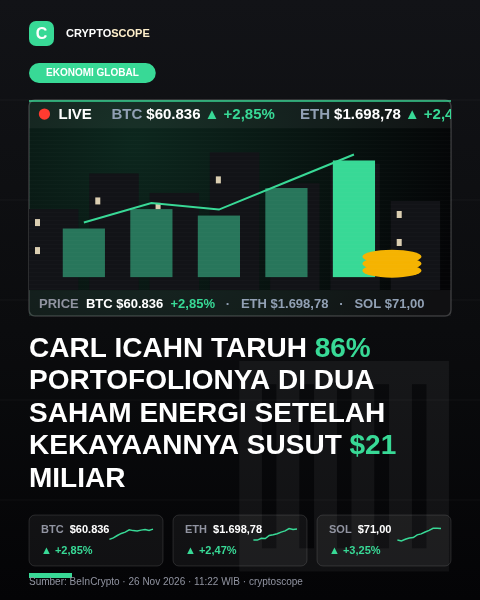 C CRYPTOSCOPE
EKONOMI GLOBAL
LIVE BTC $60.836 ▲ +2,85% ETH $1.698,78 ▲ +2,4
PRICE BTC $60.836 +2,85% · ETH $1.698,78 · SOL $71,00
CARL ICAHN TARUH 86%
PORTOFOLIONYA DI DUA
SAHAM ENERGI SETELAH
KEKAYAANNYA SUSUT $21
MILIAR
BTC $60.836 ETH $1.698,78 SOL $71,00
▲ +2,85% ▲ +2,47% ▲ +3,25%
Sumber: BeInCrypto · 26 Nov 2026 · 11:22 WIB · cryptoscope